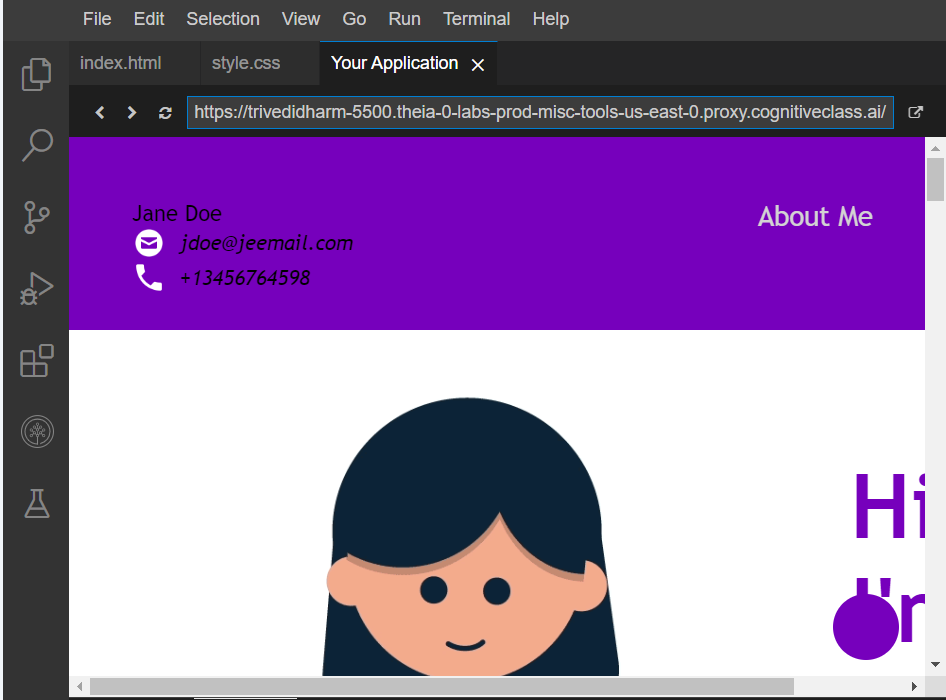 File Edit Selection View Go Run Terminal Help
index.html style.css Your Application
https://trivedidharm-5500.theia-0-labs-prod-misc-tools-us-east-0.proxy.cognitiveclass.ai/
Jane Doe
About Me
jdoe@jeemail.com
+13456764598
Hi